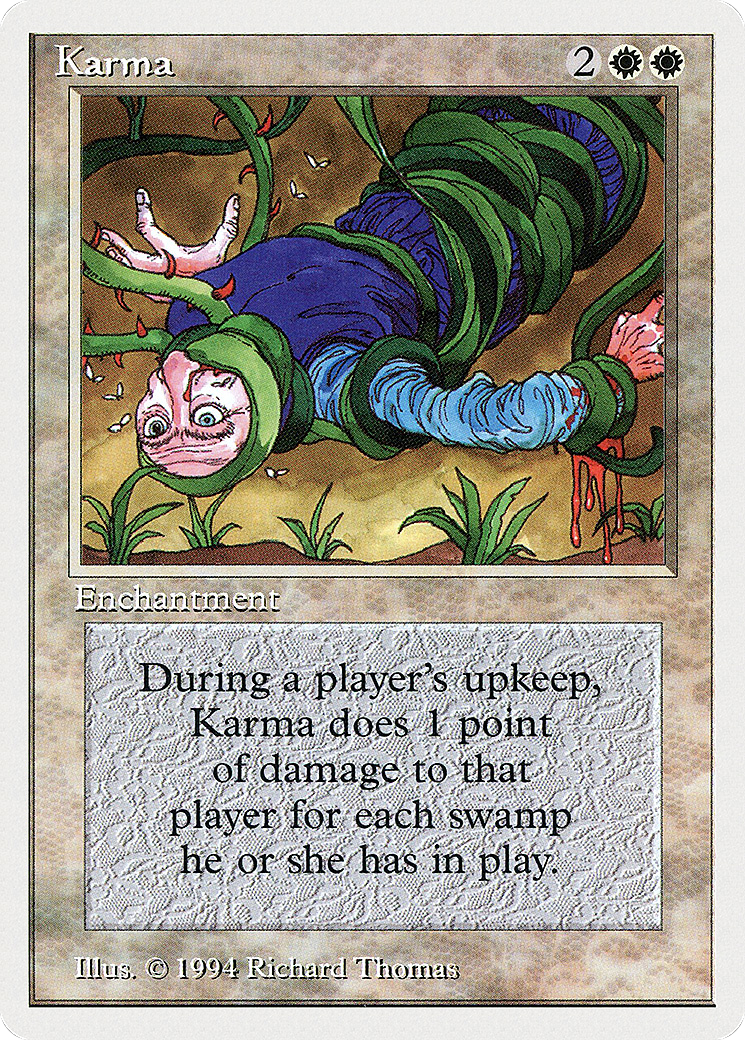 Karma 2
Enchantment
During a player's upkeep,
Karma does 1 point
of damage to that
player for each swamp
he or she has in play.
Illus. © 1994 Richard Thomas